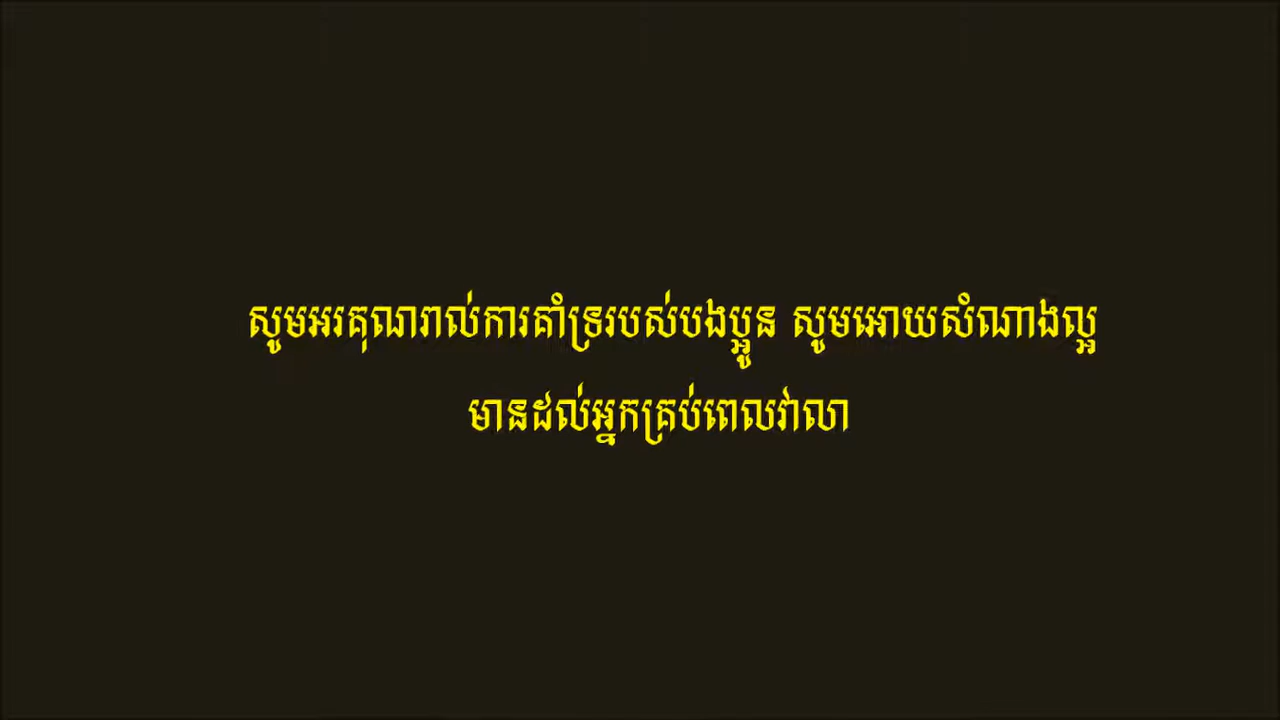 សូមអរគុណរាល់ការគាំទ្ររបស់បងប្អូន សូមអោយសំណាងល្អ
មានដល់អ្នកគ្រប់ពេលវាលា